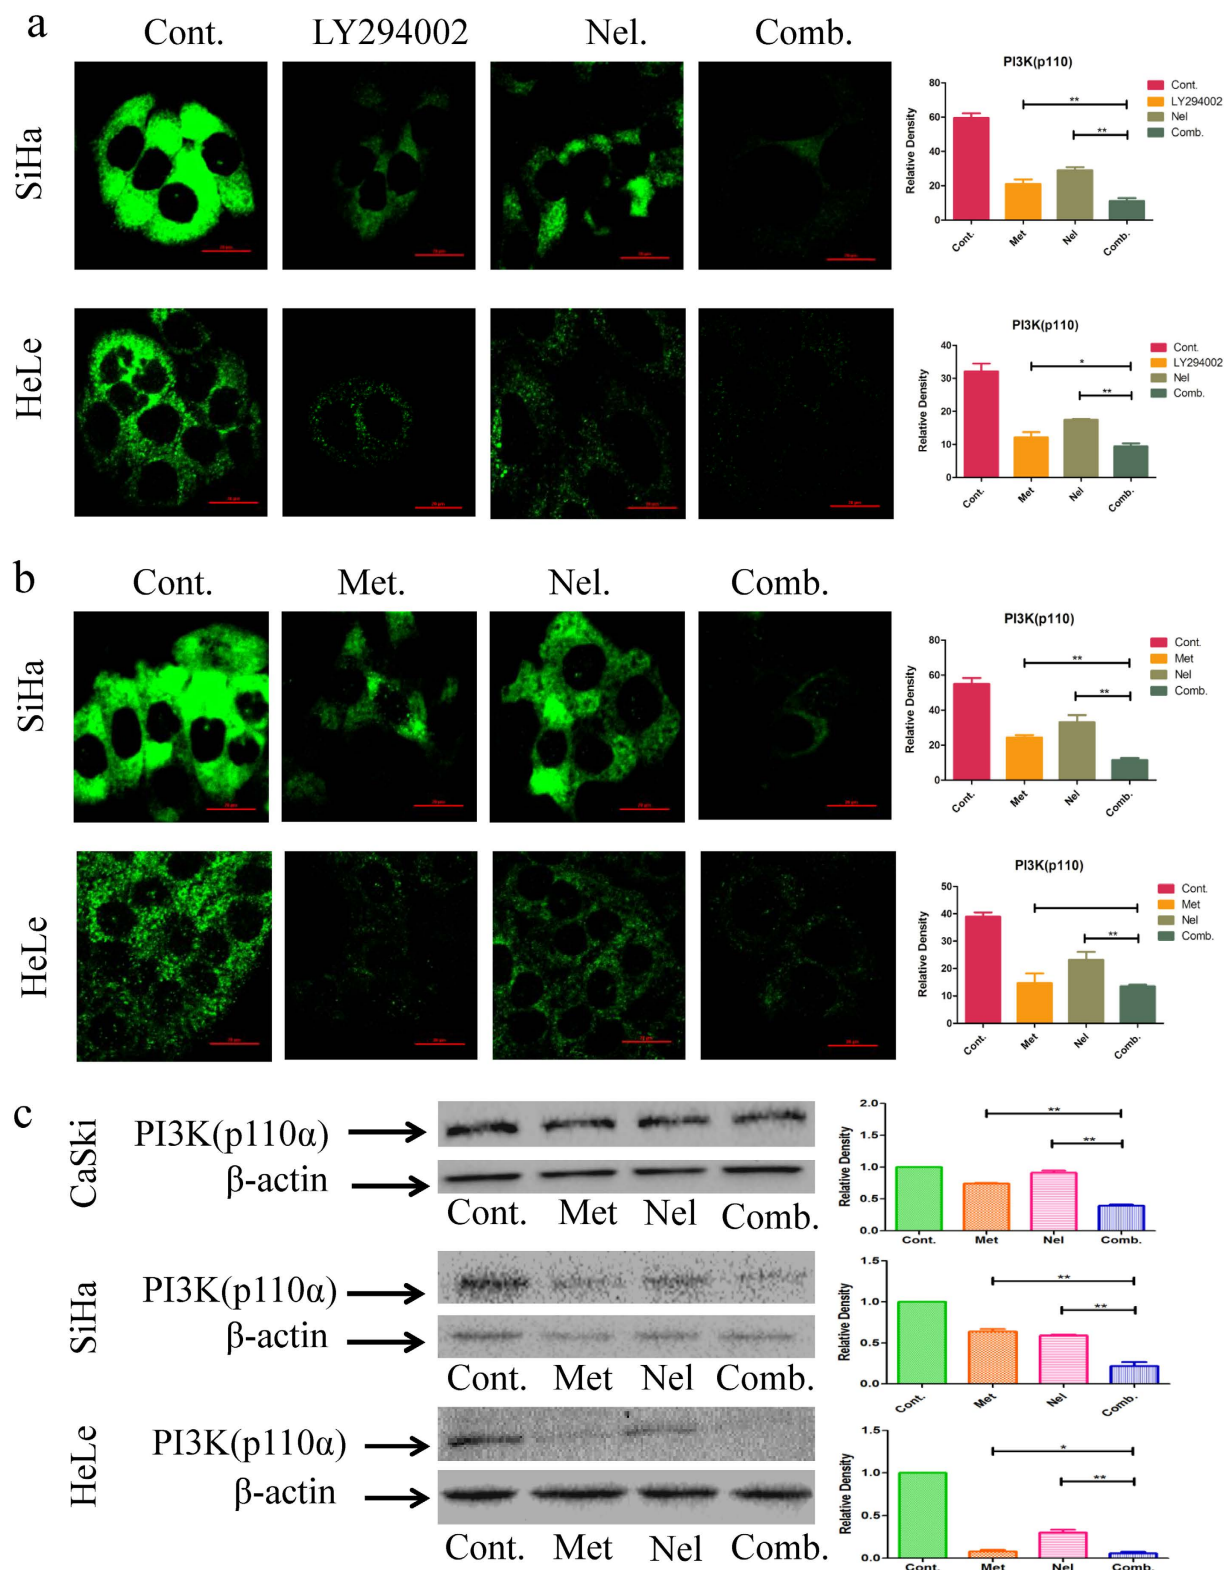 a
Cont. LY294002 Nel. Comb.
SiHa
PI3K(p110)
Relative Density
80
60
40
20
0
Cont. Met Nel Comb.
Cont.
LY294002
Nel
Comb.
**
**
HeLe
PI3K(p110)
Relative Density
40
30
20
10
0
Cont. Met Nel Comb.
Cont.
LY294002
Nel
Comb.
*
**
b
Cont. Met. Nel. Comb.
SiHa
PI3K(p110)
Relative Density
80
60
40
20
0
Cont. Met Nel Comb.
Cont.
Met
Nel
Comb.
**
**
HeLe
PI3K(p110)
Relative Density
50
40
30
20
10
0
Cont. Met Nel Comb.
Cont.
Met
Nel
Comb.
**
c
CaSki
PI3K(p110α)
β-actin
Cont. Met Nel Comb.
Relative Density
2.0
1.5
1.0
0.5
0.0
Cont. Met Nel Comb.
**
**
SiHa
PI3K(p110α)
β-actin
Cont. Met Nel Comb.
Relative Density
1.5
1.0
0.5
0.0
Cont. Met Nel Comb.
**
**
HeLe
PI3K(p110α)
β-actin
Cont. Met Nel Comb.
Relative Density
1.0
0.5
0.0
Cont. Met Nel Comb.
*
**